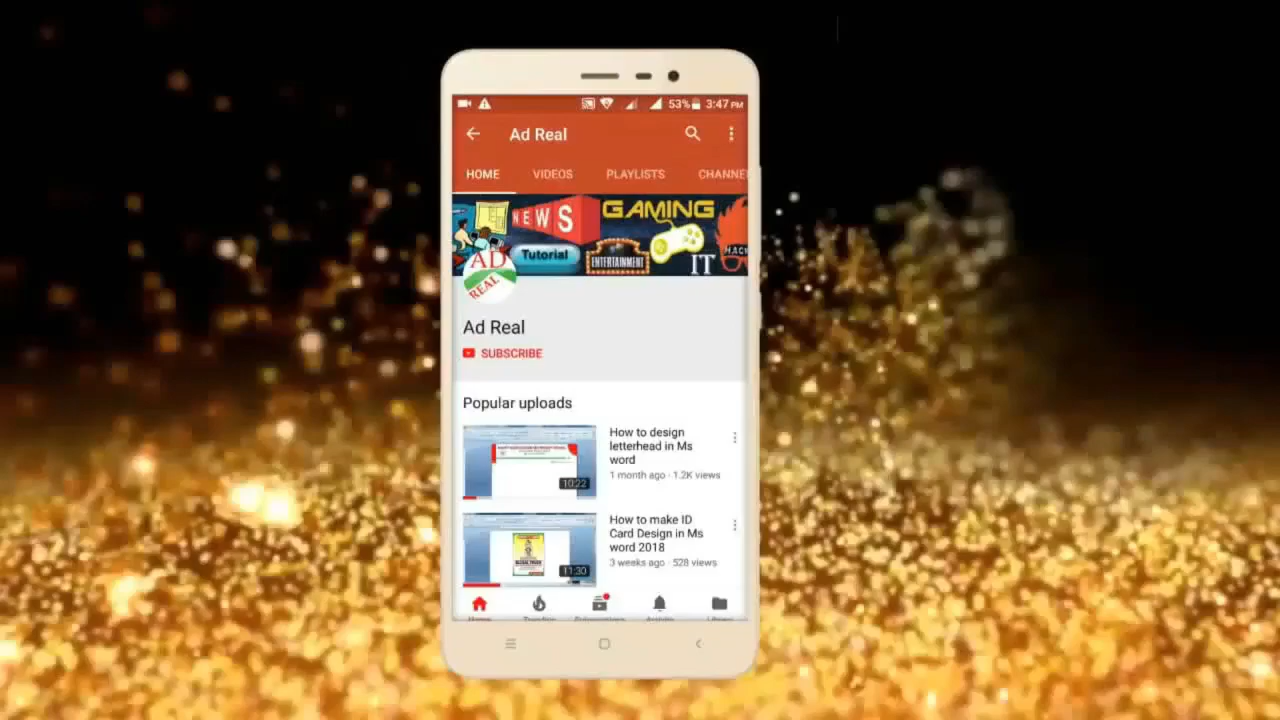 53% 3:47 PM
Ad Real
HOME VIDEOS PLAYLISTS CHANNE
NEWS GAMING
Tutorial ENTERTAINMENT IT HACK
AD
REAL
Ad Real
SUBSCRIBE
Popular uploads
How to design
letterhead in Ms
word
1 month ago · 1.2K views
10:22
How to make ID
Card Design in Ms
word 2018
3 weeks ago · 528 views
11:30